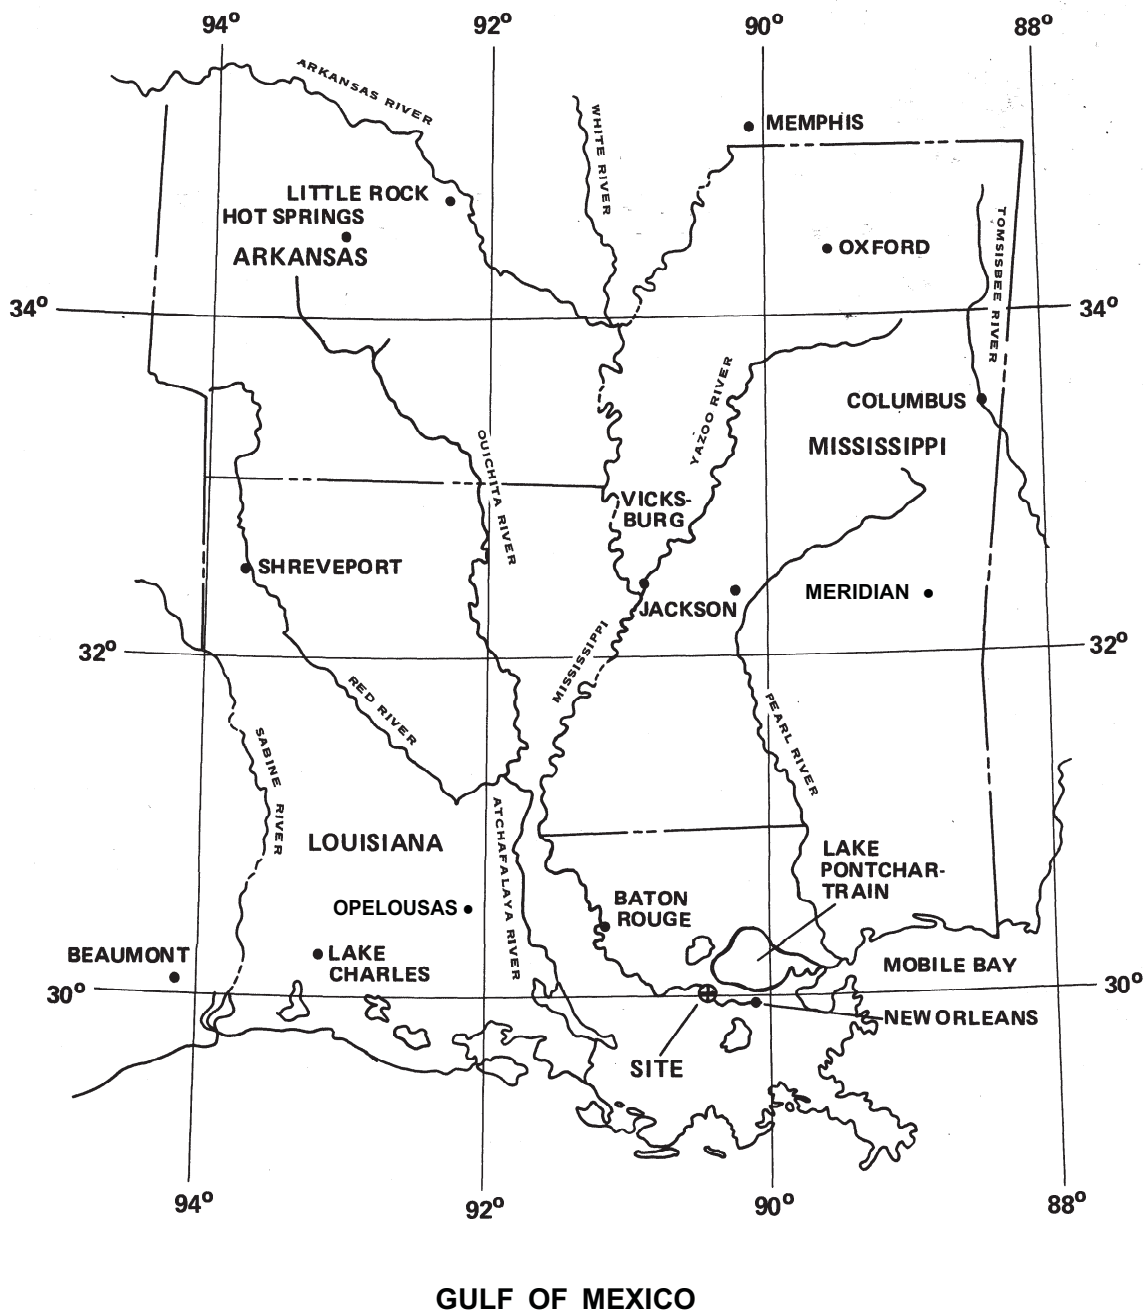 94°
92°
90°
88°
ARKANSAS RIVER
WHITE RIVER
MEMPHIS
LITTLE ROCK
HOT SPRINGS
ARKANSAS
OXFORD
TOMSISBEE RIVER
34°
34°
YAZOO RIVER
COLUMBUS
MISSISSIPPI
OUICHITA RIVER
VICKS-
BURG
SHREVEPORT
JACKSON
MERIDIAN
32°
32°
MISSISSIPPI
RED RIVER
PEARL RIVER
SABINE RIVER
ATCHAFALAYA RIVER
LOUISIANA
LAKE
PONTCHAR-
TRAIN
OPELOUSAS
BATON
ROUGE
BEAUMONT
LAKE
CHARLES
MOBILE BAY
30°
30°
NEW ORLEANS
SITE
94°
92°
90°
88°
GULF OF MEXICO